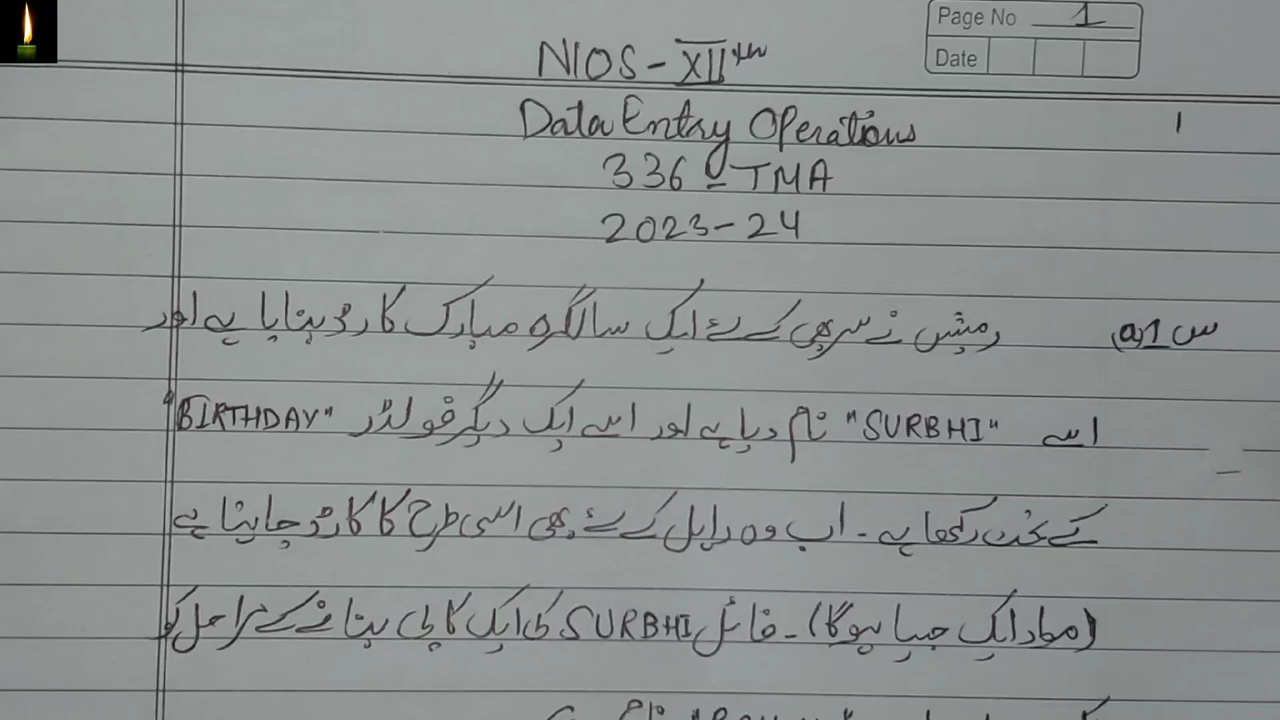 Page No 1
Date
NIOS - XIIth
Data Entry Operations
1
336 - TMA
2023-24
س 1a) رمیش نے سربھی کے لئے ایک سالگرہ مبارک کارڈ بنایا ہے اور
اسے "SURBHI" نام دیا ہے اور اسے ایک دیگر فولڈر "BIRTHDAY"
کے تحت رکھا ہے۔ اب وہ راہل کے لئے بھی اسی طرح کا کارڈ چاہتا ہے
(مواد ایک جیسا ہوگا)۔ فائل SURBHI کی ایک کاپی بنانے کے مراحل کو